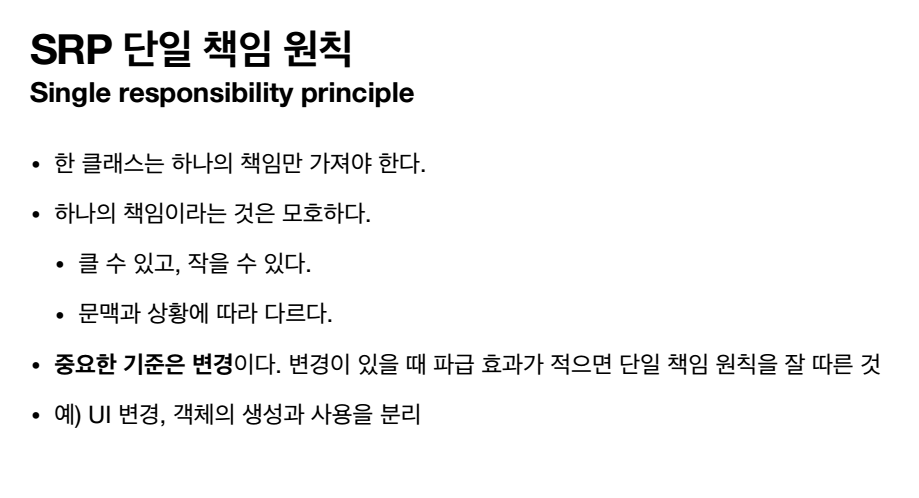 SRP 단일 책임 원칙
Single responsibility principle
• 한 클래스는 하나의 책임만 가져야 한다.
• 하나의 책임이라는 것은 모호하다.
• 클 수 있고, 작을 수 있다.
• 문맥과 상황에 따라 다르다.
• 중요한 기준은 변경이다. 변경이 있을 때 파급 효과가 적으면 단일 책임 원칙을 잘 따른 것
• 예) UI 변경, 객체의 생성과 사용을 분리